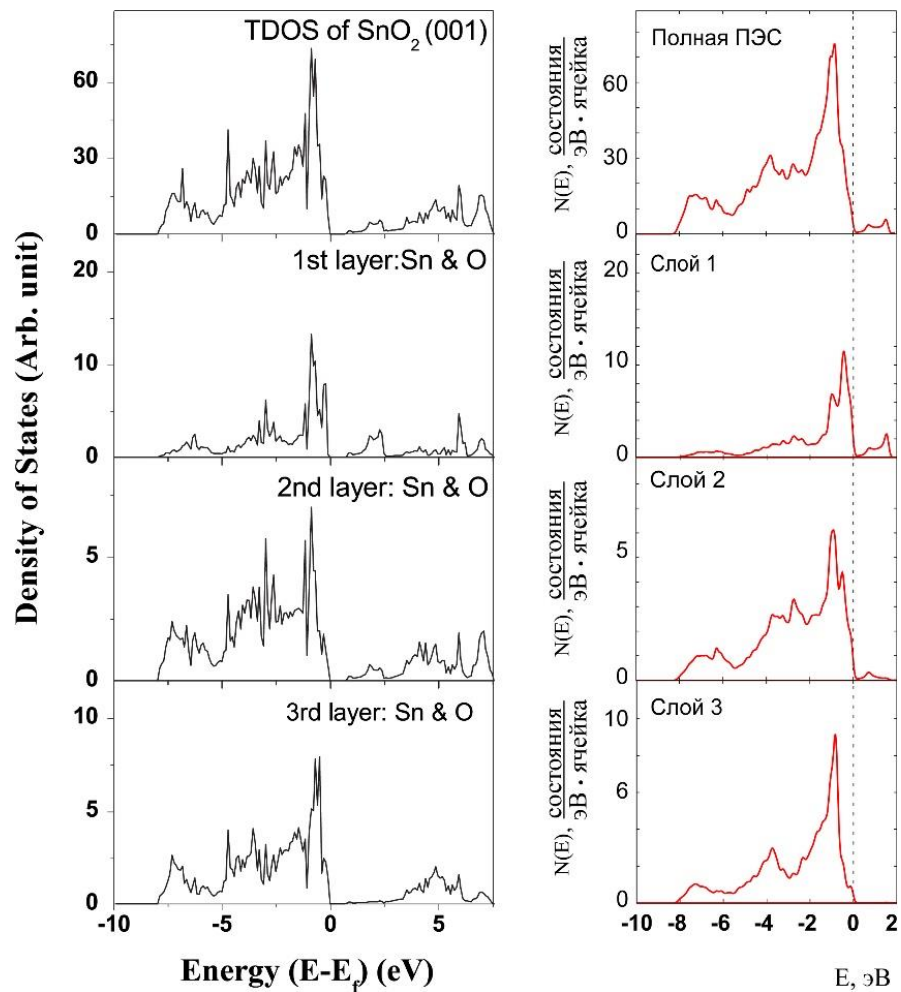 TDOS of SnO₂ (001)
60
30
0
1st layer:Sn & O
20
10
0
2nd layer: Sn & O
5
0
3rd layer: Sn & O
10
5
0
-10 -5 0 5
Density of States (Arb. unit)
Energy (E-E_f) (eV)
Полная ПЭС
N(E), состояния
эВ · ячейка
60
30
0
Слой 1
N(E), состояния
эВ · ячейка
20
10
0
Слой 2
N(E), состояния
эВ · ячейка
5
0
Слой 3
N(E), состояния
эВ · ячейка
10
6
0
-10 -8 -6 -4 -2 0 2
E, эВ